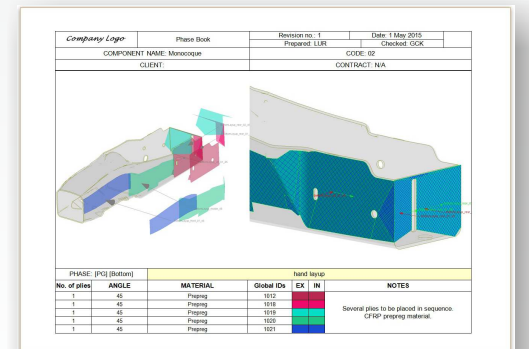 Company Logo
Phase Book
Revision no.: 1
Date: 1 May 2015
Prepared: LUR
Checked: GCK
COMPONENT NAME: Monocoque
CODE: 02
CLIENT:
CONTRACT: N/A
PHASE: [PG] [Bottom]
hand layup
No. of plies ANGLE MATERIAL Global IDs EX IN NOTES
1 45 Prepreg 1012
1 45 Prepreg 1018
1 45 Prepreg 1019
1 45 Prepreg 1020
1 45 Prepreg 1021
Several plies to be placed in sequence.
CFRP prepreg material.